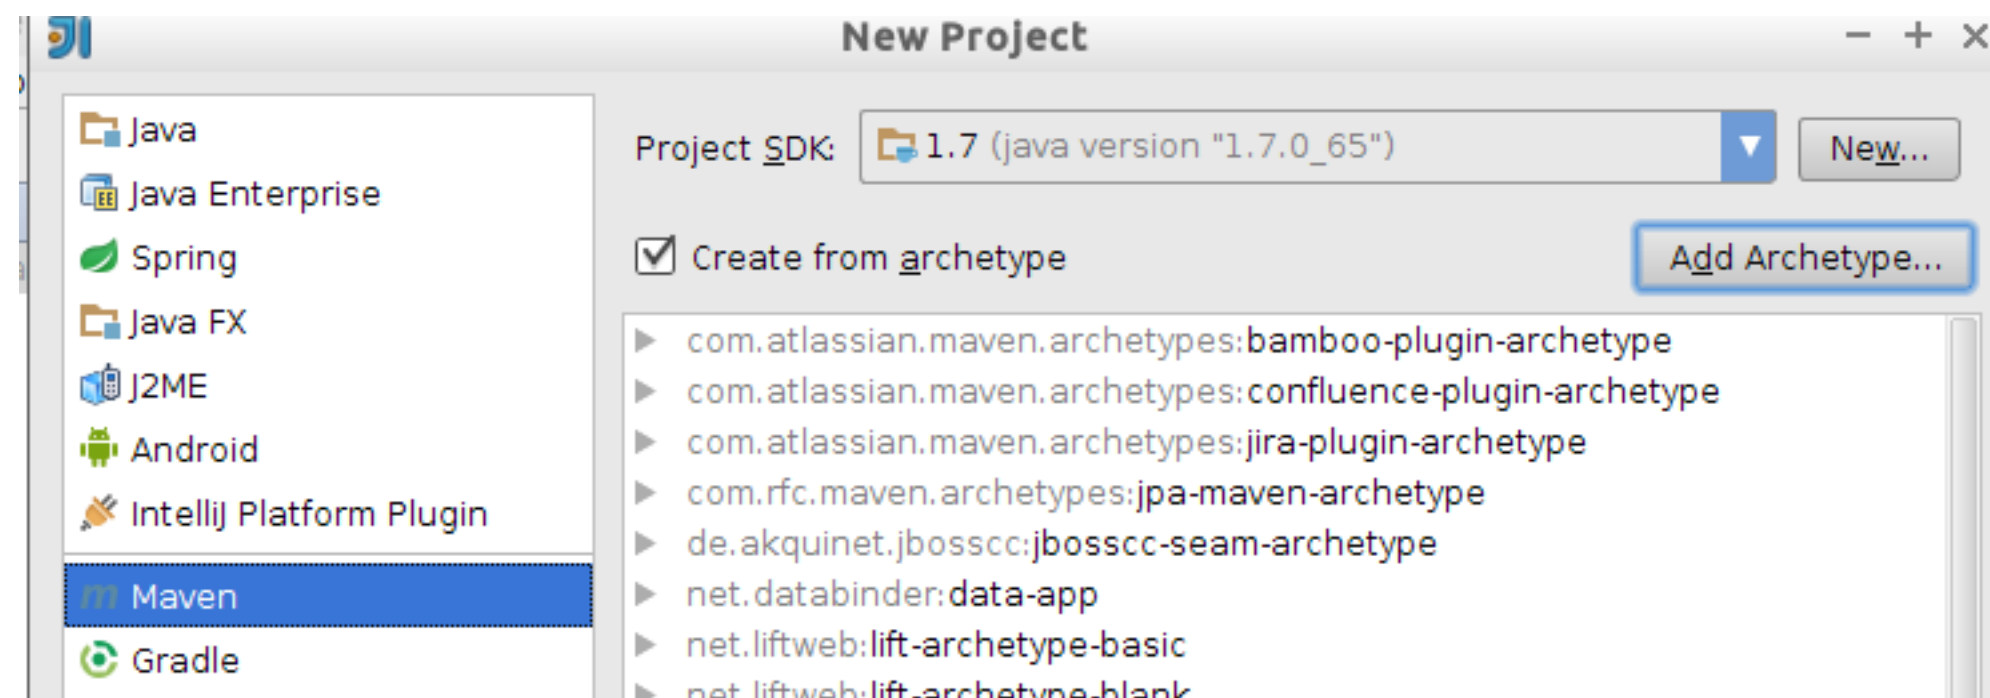 New Project
Java
Java Enterprise
Spring
Java FX
J2ME
Android
IntelliJ Platform Plugin
Maven
Gradle
Project SDK: 1.7 (java version "1.7.0_65") New...
Create from archetype Add Archetype...
com.atlassian.maven.archetypes:bamboo-plugin-archetype
com.atlassian.maven.archetypes:confluence-plugin-archetype
com.atlassian.maven.archetypes:jira-plugin-archetype
com.rfc.maven.archetypes:jpa-maven-archetype
de.akquinet.jbosscc:jbosscc-seam-archetype
net.databinder:data-app
net.liftweb:lift-archetype-basic
net.liftweb:lift-archetype-blank